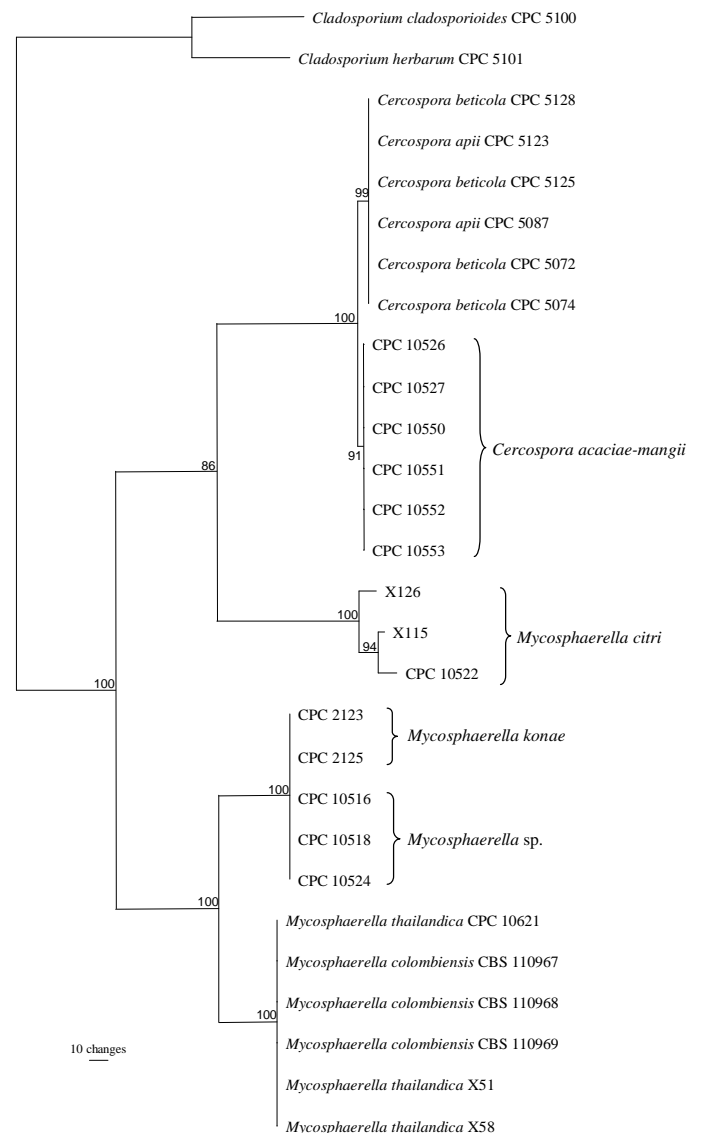 Cladosporium cladosporioides CPC 5100
Cladosporium herbarum CPC 5101
Cercospora beticola CPC 5128
Cercospora apii CPC 5123
Cercospora beticola CPC 5125
99
Cercospora apii CPC 5087
Cercospora beticola CPC 5072
Cercospora beticola CPC 5074
100
CPC 10526
CPC 10527
CPC 10550
Cercospora acaciae-mangii
91
CPC 10551
86
CPC 10552
CPC 10553
X126
100
X115
Mycosphaerella citri
94
CPC 10522
100
CPC 2123
Mycosphaerella konae
CPC 2125
100
CPC 10516
CPC 10518
Mycosphaerella sp.
CPC 10524
100
Mycosphaerella thailandica CPC 10621
Mycosphaerella colombiensis CBS 110967
Mycosphaerella colombiensis CBS 110968
100
Mycosphaerella colombiensis CBS 110969
10 changes
Mycosphaerella thailandica X51
Mycosphaerella thailandica X58